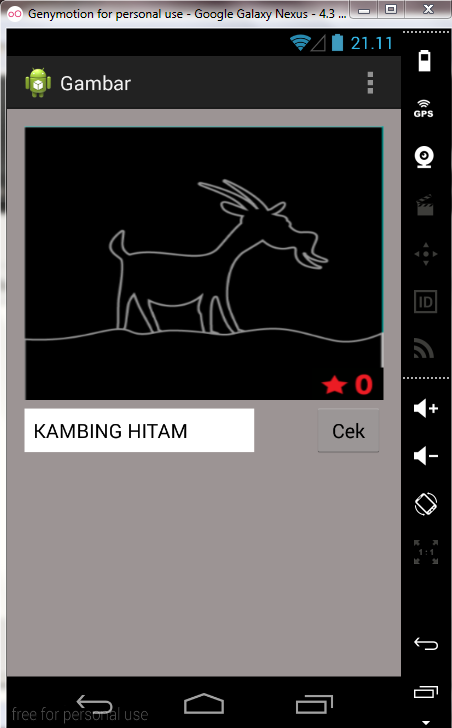 Genymotion for personal use - Google Galaxy Nexus - 4.3 ...
21.11
Gambar
GPS
ID
0
KAMBING HITAM
Cek
1:1
free for personal use